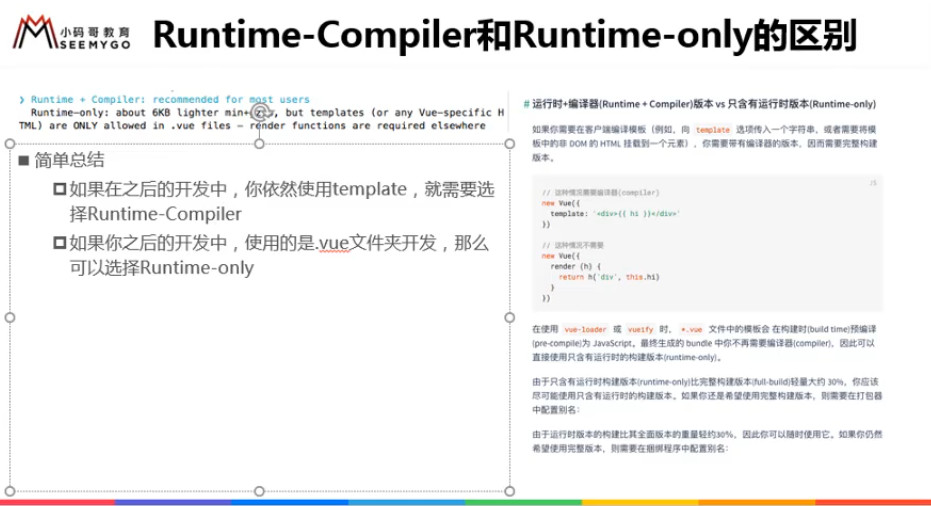 小码哥教育
SEEMYGO
Runtime-Compiler和Runtime-only的区别
❯ Runtime + Compiler: recommended for most users
Runtime-only: about 6KB lighter min+ but templates (or any Vue-specific H
TML) are ONLY allowed in .vue files - render functions are required elsewhere
■ 简单总结
如果在之后的开发中，你依然使用template，就需要选
择Runtime-Compiler
如果你之后的开发中，使用的是.vue文件夹开发，那么
可以选择Runtime-only
# 运行时+编译器(Runtime + Compiler)版本 vs 只含有运行时版本(Runtime-only)
如果你需要在客户端编译模板（例如，向 template 选项传入一个字符串，或者需要将模
板中的非 DOM 的 HTML 挂载到一个元素），你需要带有编译器的版本，因而需要完整构建
版本。
JS
// 这种情况需要编译器(compiler)
new Vue({
template: '<div>{{ hi }}</div>'
})
// 这种情况不需要
new Vue({
render (h) {
return h('div', this.hi)
}
})
在使用 vue-loader 或 vueify 时，*.vue 文件中的模板会 在构建时(build time)预编译
(pre-compile)为 JavaScript。最终生成的 bundle 中你不再需要编译器(compiler)，因此可以
直接使用只含有运行时的构建版本(runtime-only)。
由于只含有运行时构建版本(runtime-only)比完整构建版本(full-build)轻量大约 30%，你应该
尽可能使用只含有运行时的构建版本。如果你还是希望使用完整构建版本，则需要在打包器
中配置别名：
由于运行时版本的构建比其全面版本的重量轻约30%，因此你可以随时使用它。如果你仍然
希望使用完整版本，则需要在捆绑程序中配置别名：